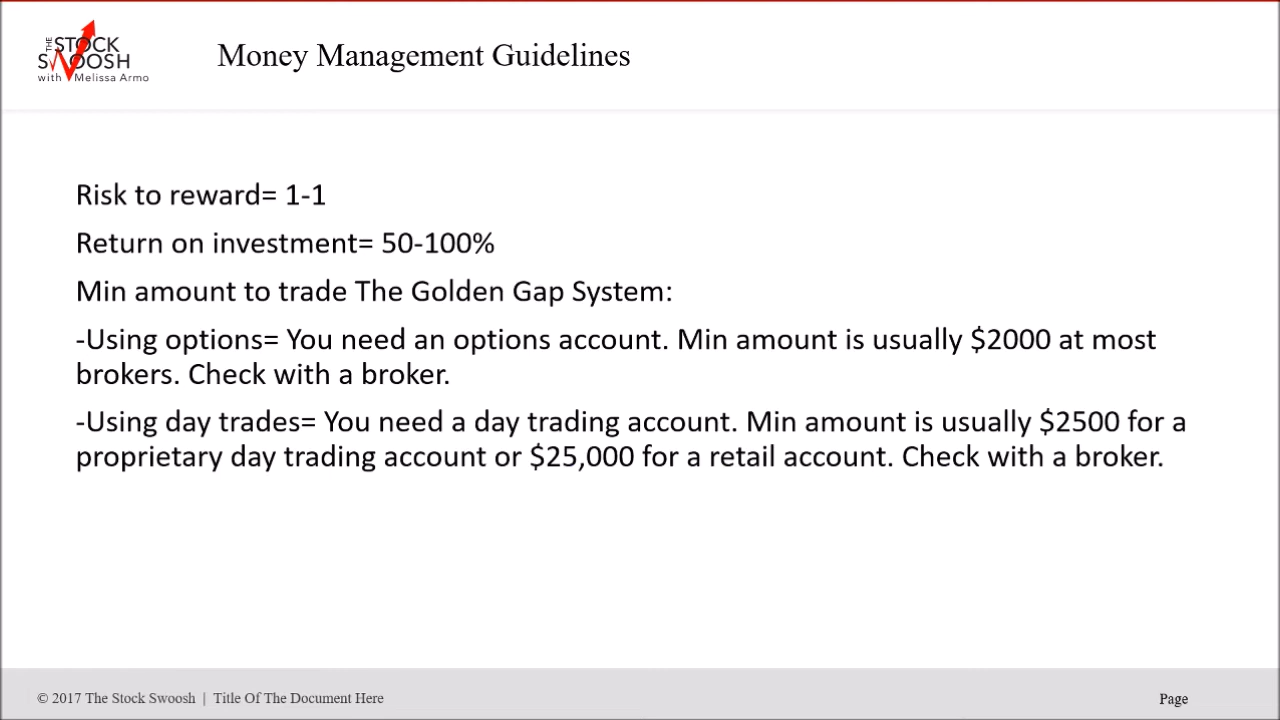 THE
STOCK
SWOOSH
with Melissa Armo
Money Management Guidelines
Risk to reward= 1-1
Return on investment= 50-100%
Min amount to trade The Golden Gap System:
-Using options= You need an options account. Min amount is usually $2000 at most
brokers. Check with a broker.
-Using day trades= You need a day trading account. Min amount is usually $2500 for a
proprietary day trading account or $25,000 for a retail account. Check with a broker.
© 2017 The Stock Swoosh | Title Of The Document Here
Page